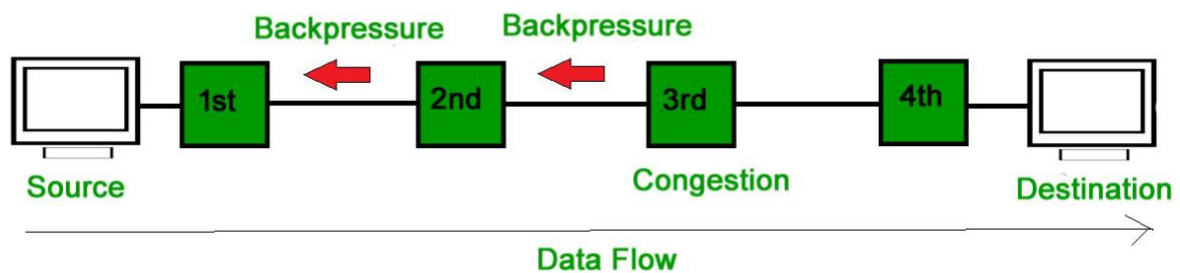 Backpressure Backpressure
1st 2nd 3rd 4th
Source Congestion Destination
Data Flow